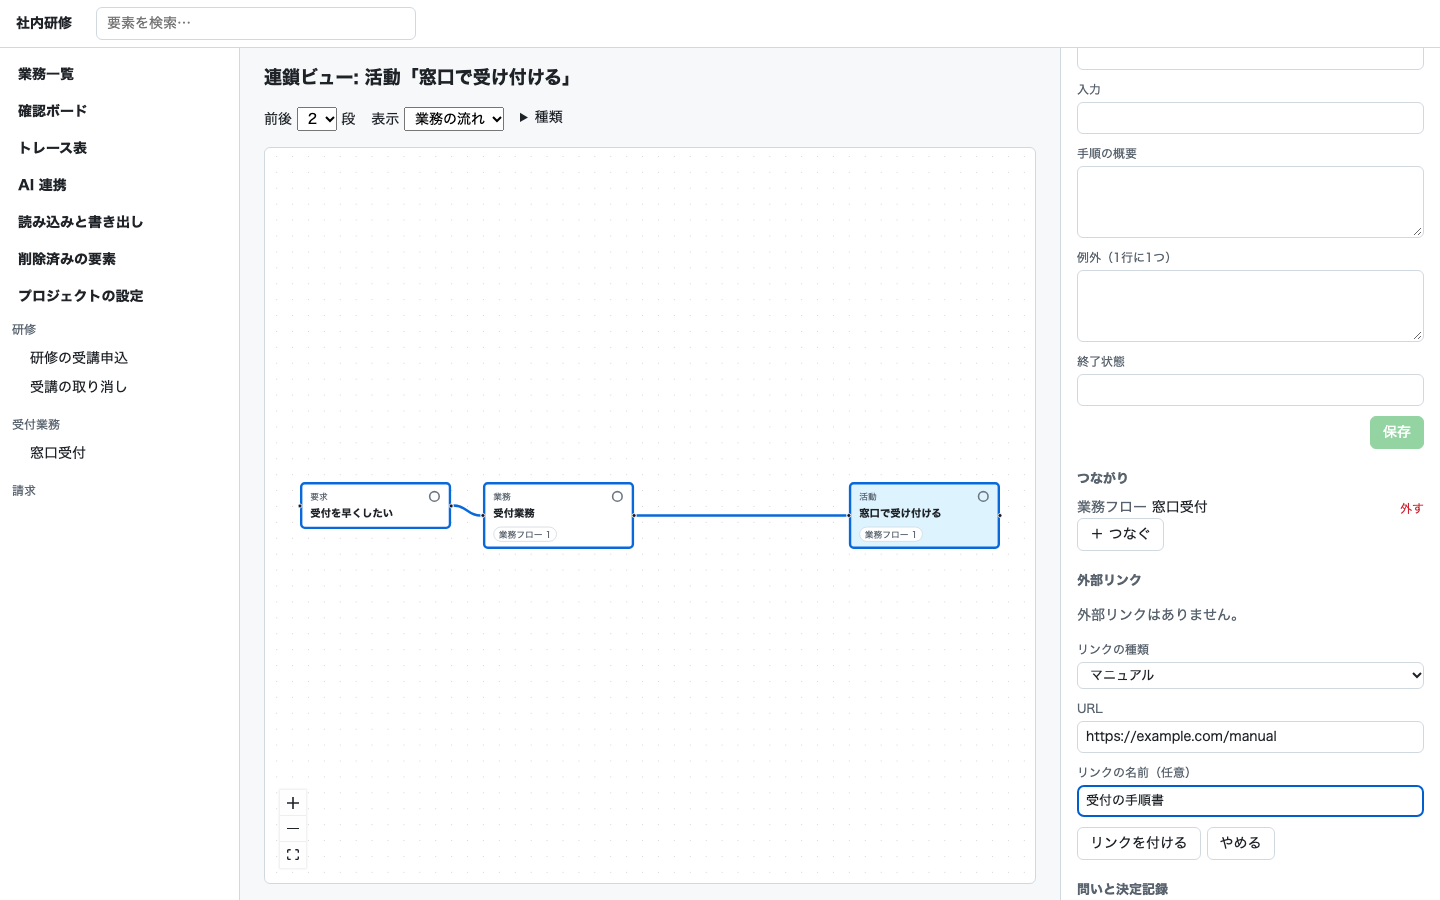 社内研修
要素を検索…
業務一覧
確認ボード
トレース表
AI 連携
読み込みと書き出し
削除済みの要素
プロジェクトの設定
研修
研修の受講申込
受講の取り消し
受付業務
窓口受付
請求
連鎖ビュー: 活動「窓口で受け付ける」
前後 2 段 表示 業務の流れ ▶ 種類
要求
受付を早くしたい
業務
受付業務
業務フロー 1
活動
窓口で受け付ける
業務フロー 1
入力
手順の概要
例外（1行に1つ）
終了状態
保存
つながり
業務フロー 窓口受付 外す
＋ つなぐ
外部リンク
外部リンクはありません。
リンクの種類
マニュアル
URL
https://example.com/manual
リンクの名前（任意）
受付の手順書
リンクを付ける やめる
問いと決定記録